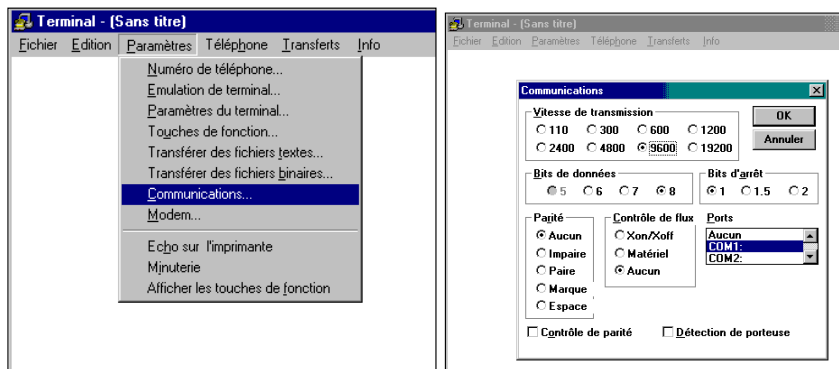 Terminal - (Sans titre)
Fichier Edition Paramètres Téléphone Transferts Info
Numéro de téléphone...
Emulation de terminal...
Paramètres du terminal...
Touches de fonction...
Transférer des fichiers textes...
Transférer des fichiers binaires...
Communications...
Modem...
Echo sur l'imprimante
Minuterie
Afficher les touches de fonction
Terminal - (Sans titre)
Fichier Edition Paramètres Téléphone Transferts Info
Communications
Vitesse de transmission
110 300 600 1200
2400 4800 9600 19200
OK
Annuler
Bits de données
5 6 7 8
Bits d'arrêt
1 1.5 2
Parité
Aucun
Impaire
Paire
Marque
Espace
Contrôle de flux
Xon/Xoff
Matériel
Aucun
Ports
Aucun
COM1:
COM2:
Contrôle de parité
Détection de porteuse